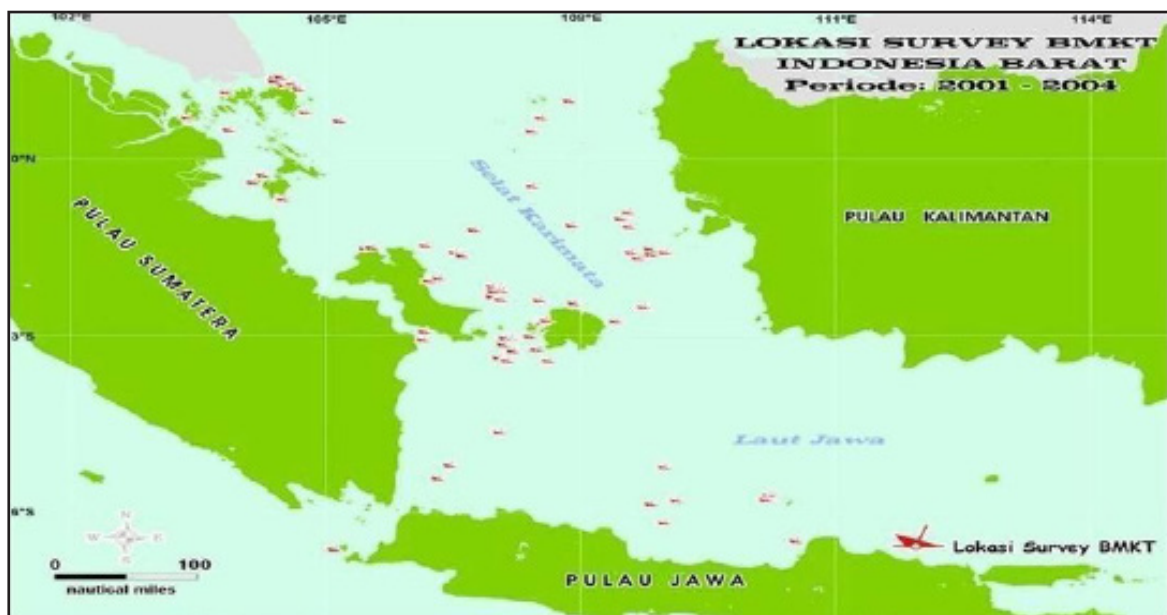 102°E 105°E 108°E 111°E 114°E
LOKASI SURVEY BMKT
INDONESIA BARAT
Periode: 2001 - 2004
0°N
Selat Karimata
PULAU SUMATERA
PULAU KALIMANTAN
3°S
Laut Jawa
6°S
N
W E
S
0 100
nautical miles
Lokasi Survey BMKT
PULAU JAWA